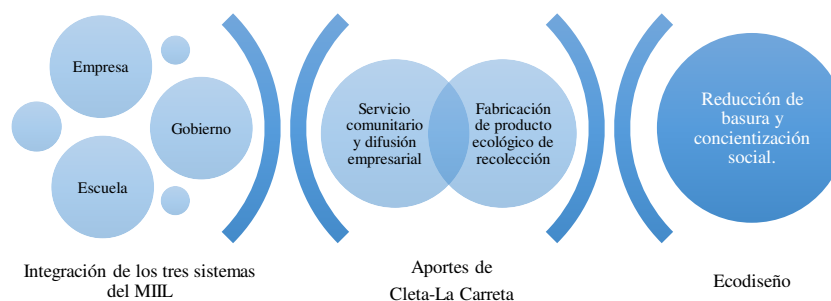 Empresa
Gobierno
Escuela
Integración de los tres sistemas
del MIIL
Servicio
comunitario
y difusión
empresarial
Fabricación
de producto
ecológico de
recolección
Aportes de
Cleta-La Carreta
Reducción de
basura y
concientización
social.
Ecodiseño